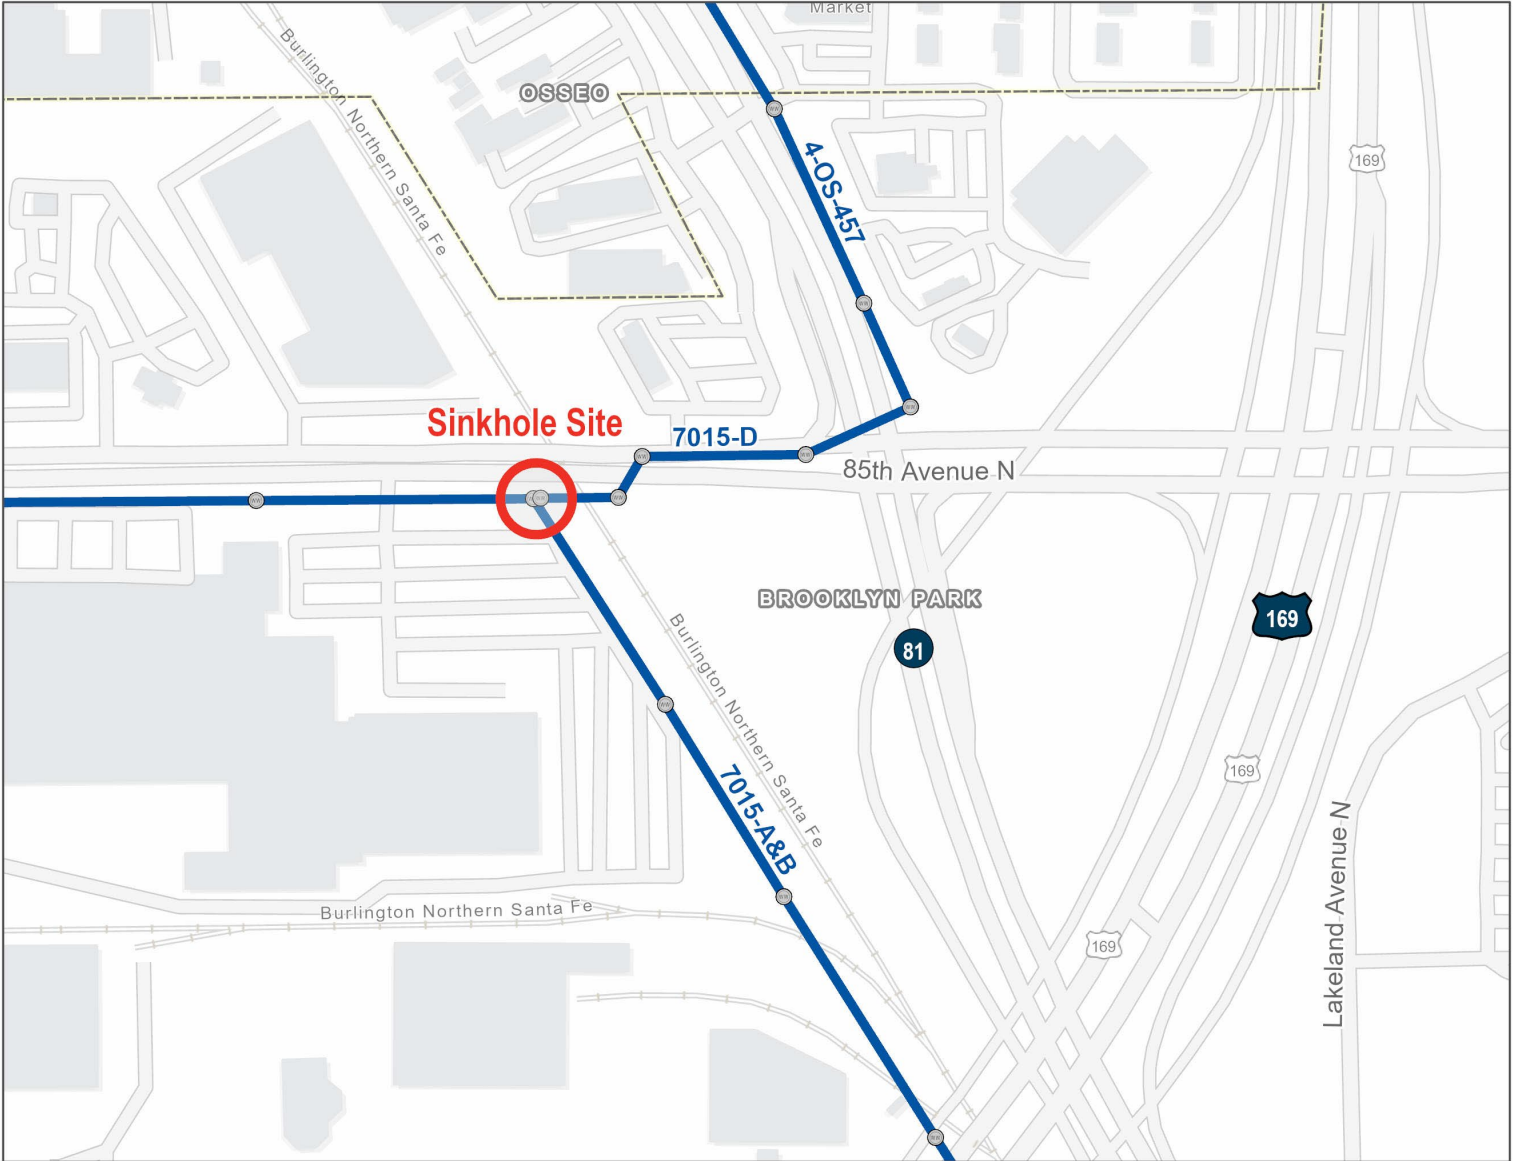 Market
Burlington Northern Santa Fe
OSSEO
4-OS-457
169
Sinkhole Site
7015-D
85th Avenue N
BROOKLYN PARK
169
81
Burlington Northern Santa Fe
7015-A&B
169
Lakeland Avenue N
Burlington Northern Santa Fe
169